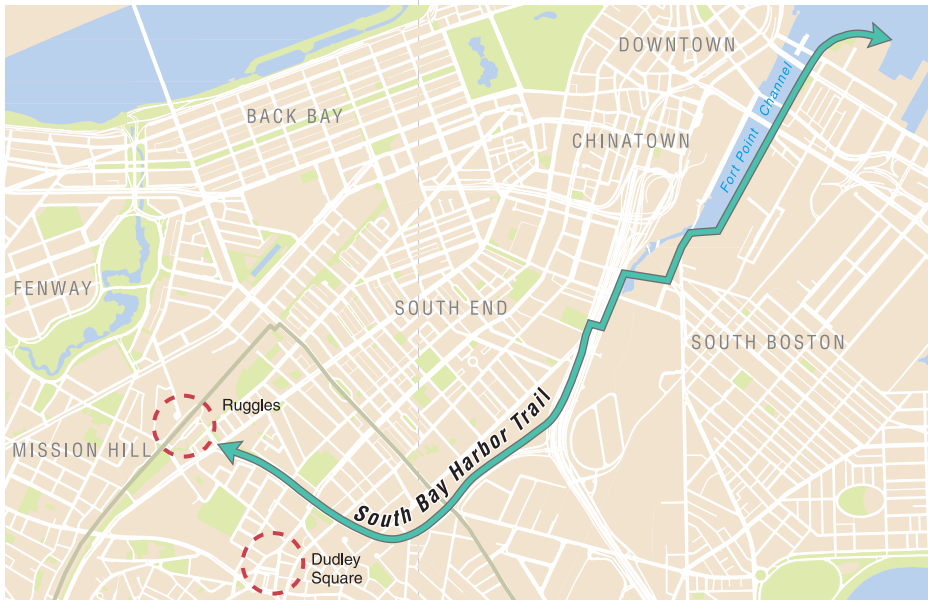 DOWNTOWN
BACK BAY
CHINATOWN
Fort Point Channel
FENWAY
SOUTH END
SOUTH BOSTON
Ruggles
MISSION HILL
South Bay Harbor Trail
Dudley
Square